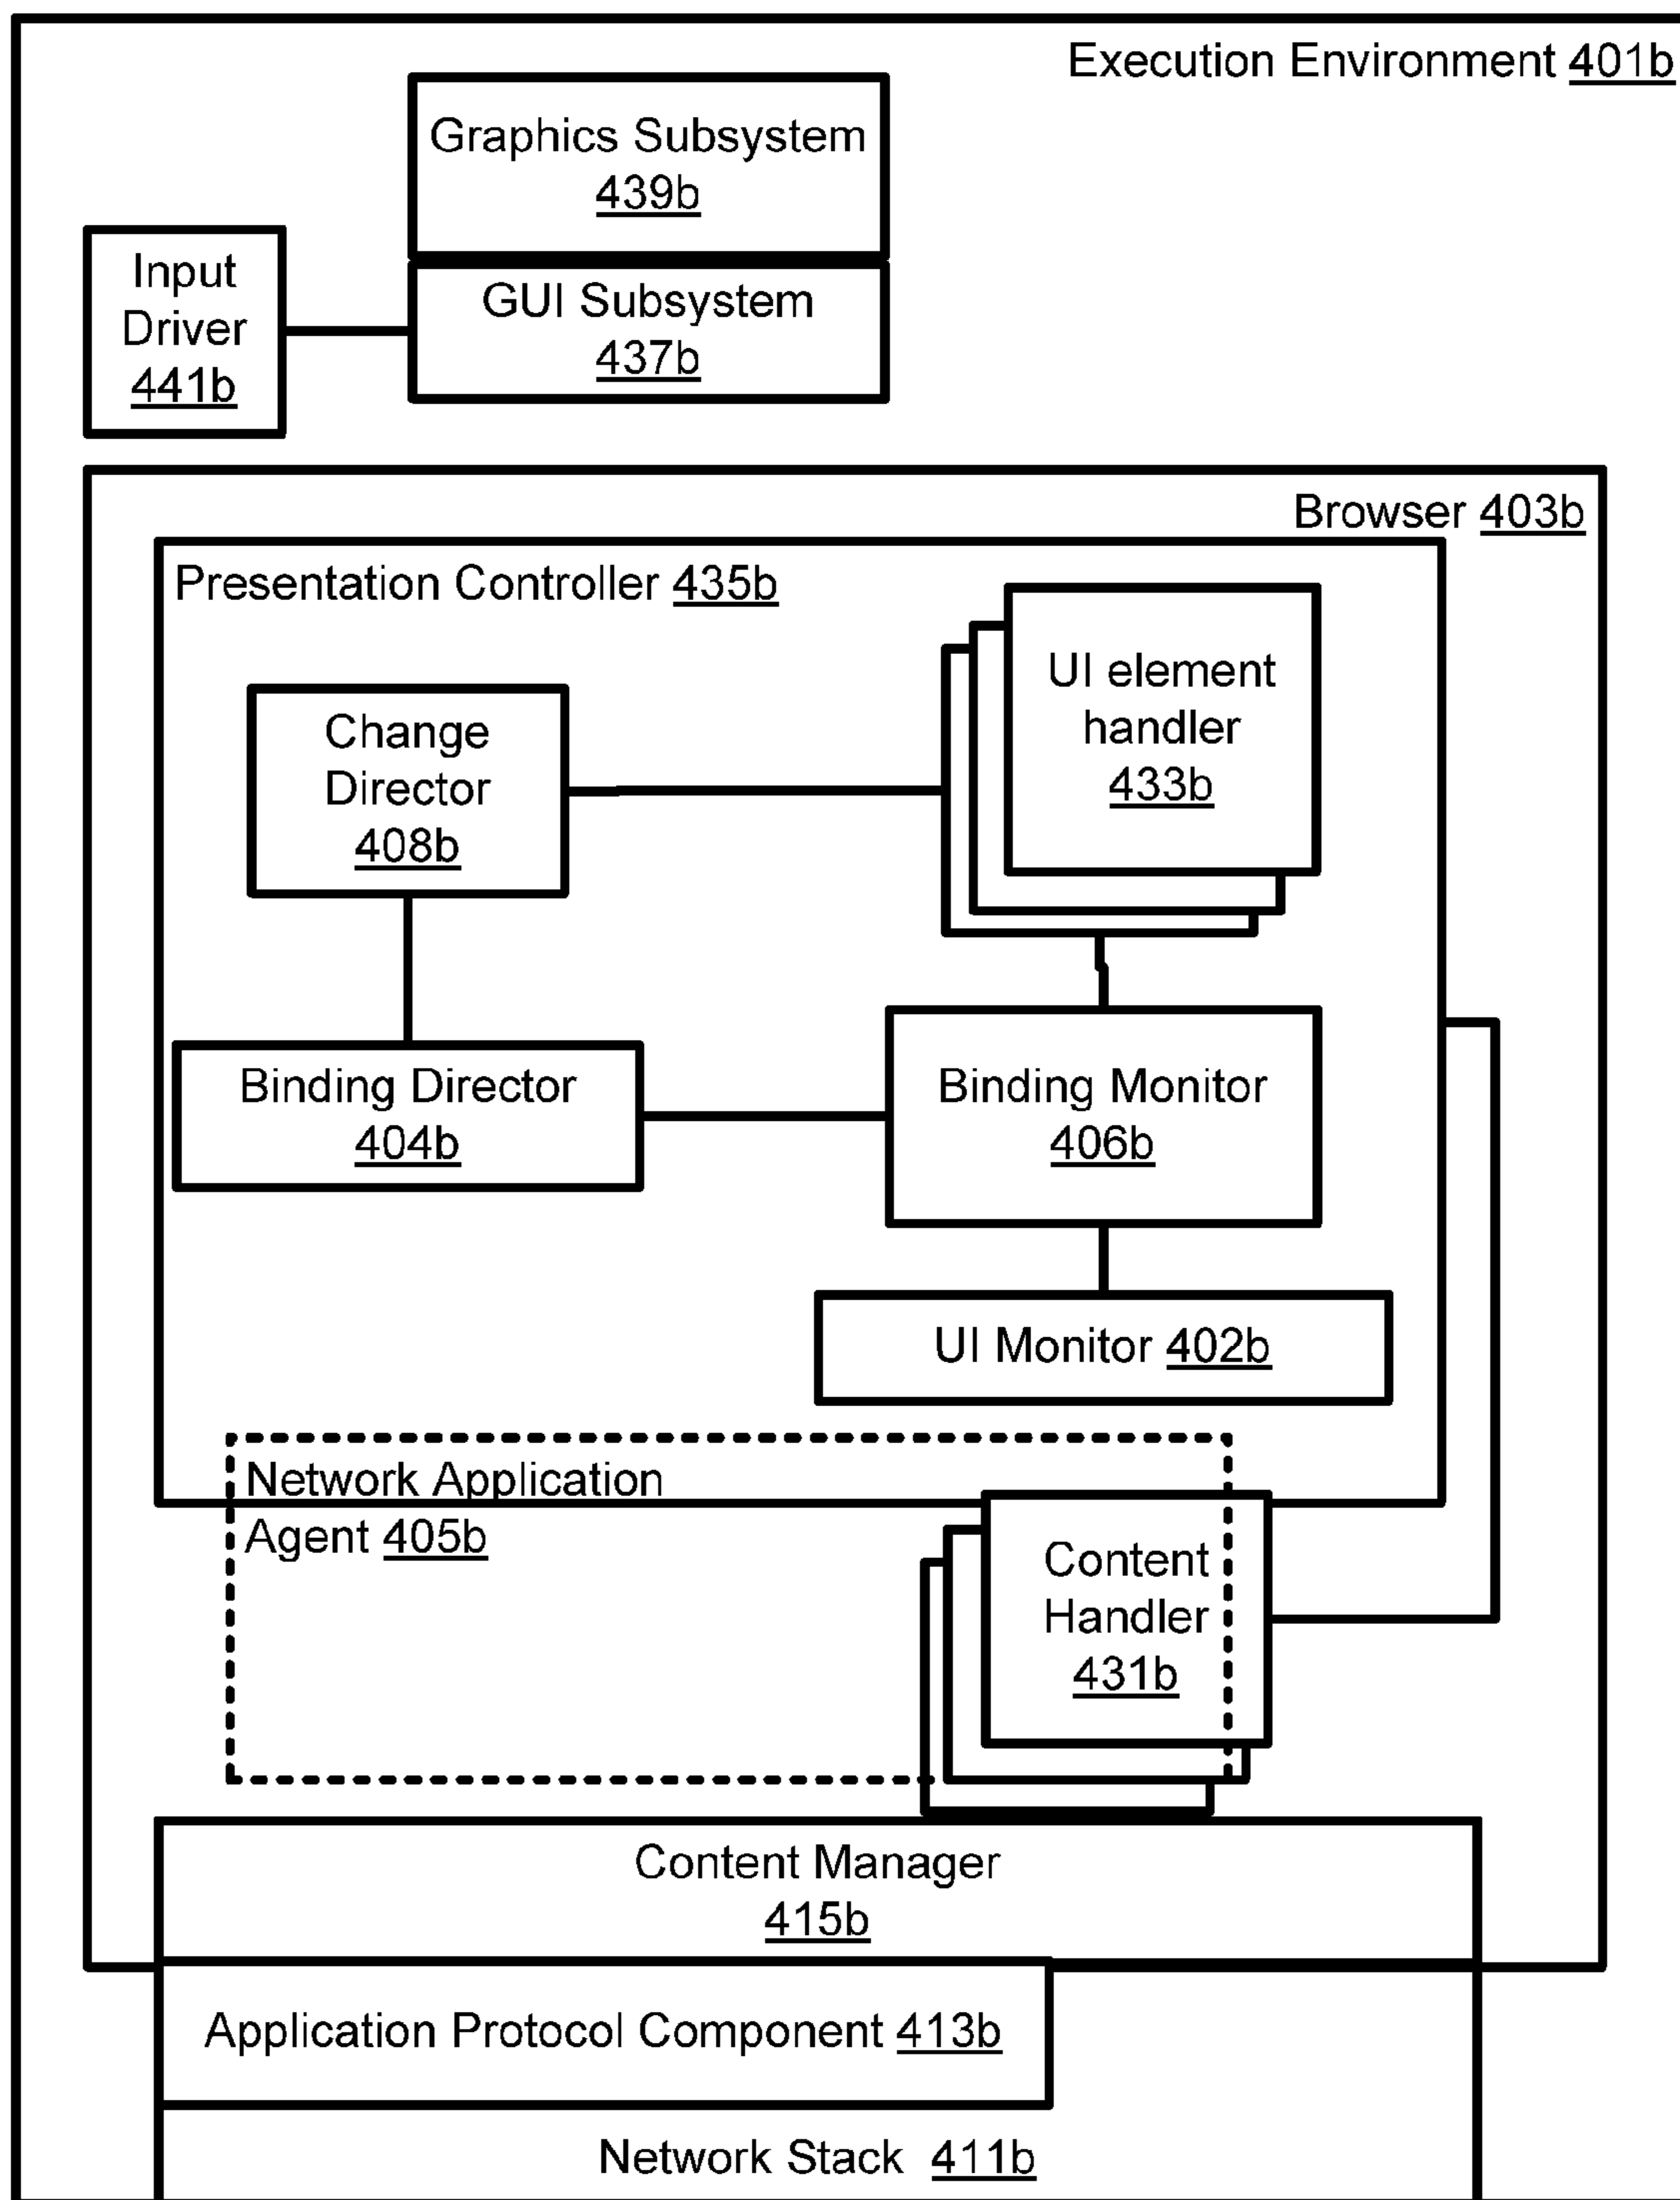 Execution Environment 401b
Graphics Subsystem
439b
Input
Driver
441b
GUI Subsystem
437b
Browser 403b
Presentation Controller 435b
UI element
handler
433b
Change
Director
408b
Binding Director
404b
Binding Monitor
406b
UI Monitor 402b
Network Application
Agent 405b
Content
Handler
431b
Content Manager
415b
Application Protocol Component 413b
Network Stack 411b